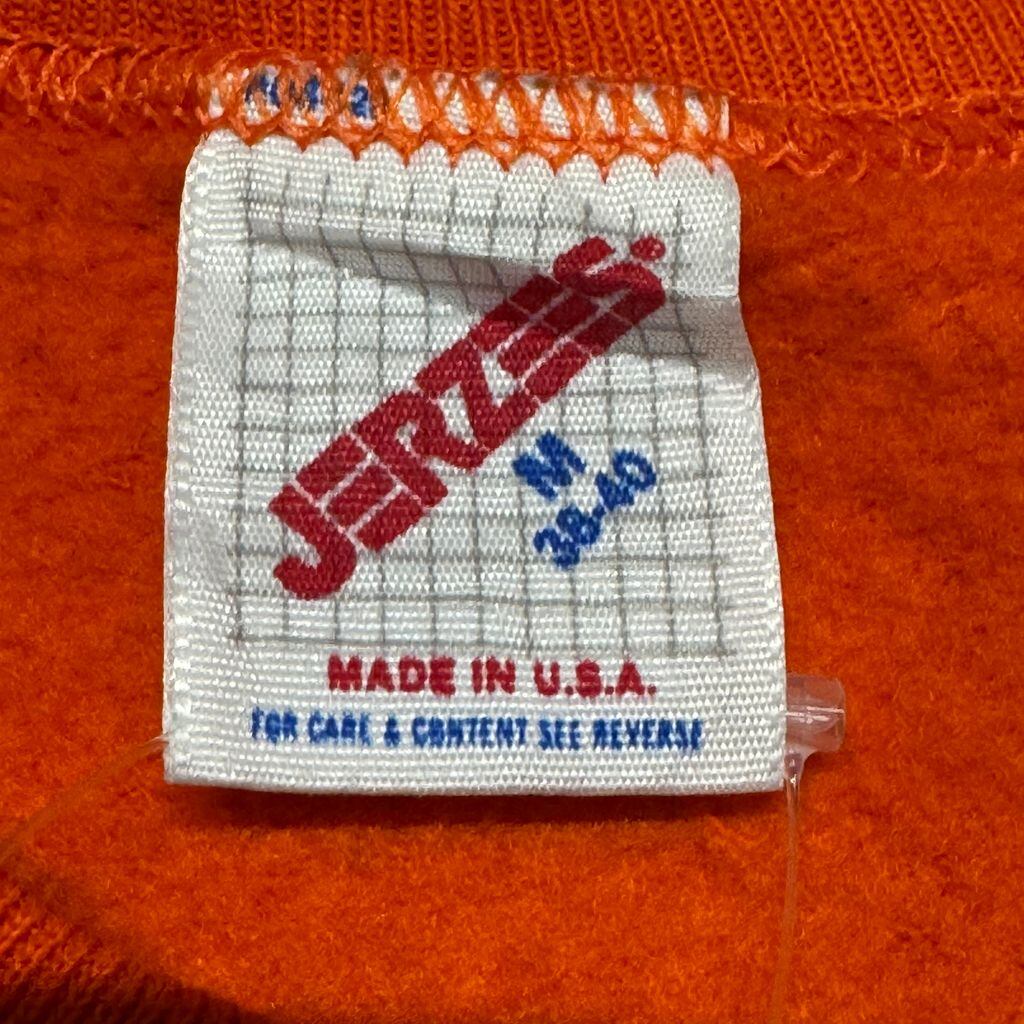 JERZEES
M
38-40
MADE IN U.S.A.
FOR CARE & CONTENT SEE REVERSE